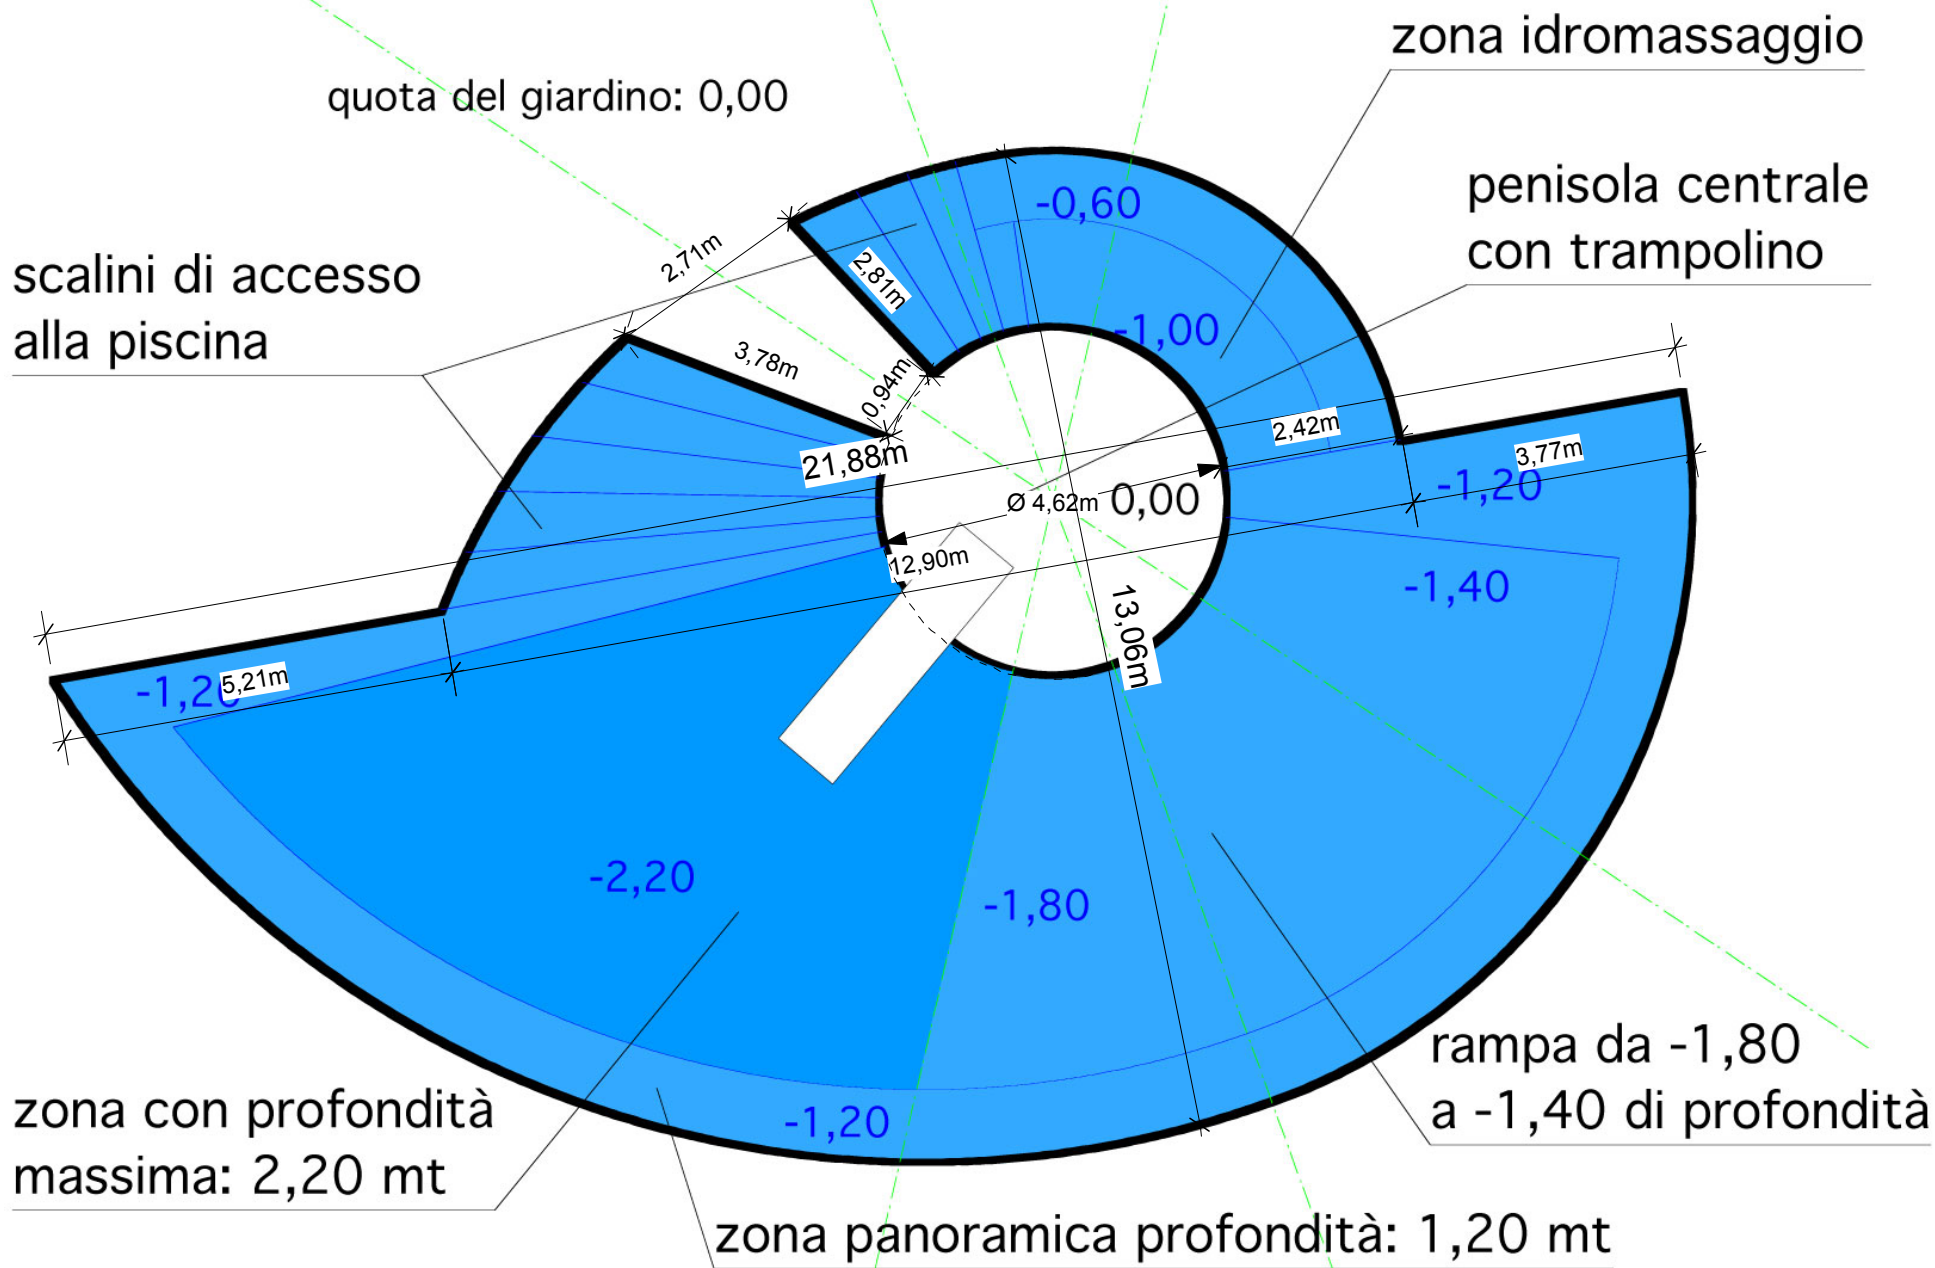 zona idromassaggio
quota del giardino: 0,00
penisola centrale
con trampolino
-0,60
scalini di accesso
alla piscina
2,71m
2,81m
-1,00
3,78m
0,94m
2,42m
3,77m
21,88m
-1,20
Ø 4,62m
0,00
12,90m
-1,40
13,06m
-1,20
5,21m
-2,20
-1,80
rampa da -1,80
a -1,40 di profondità
zona con profondità
massima: 2,20 mt
-1,20
zona panoramica profondità: 1,20 mt